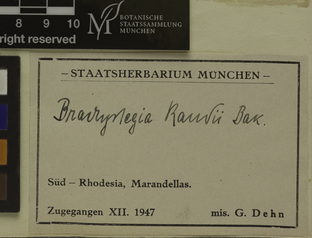 8 9 10
right reserved
BOTANISCHE
STAATSSAMMLUNG
MÜNCHEN
– STAATSHERBARIUM MÜNCHEN –
Brachystegia Randii Bak.
Süd – Rhodesia, Marandellas.
Zugegangen XII. 1947 mis. G. Dehn